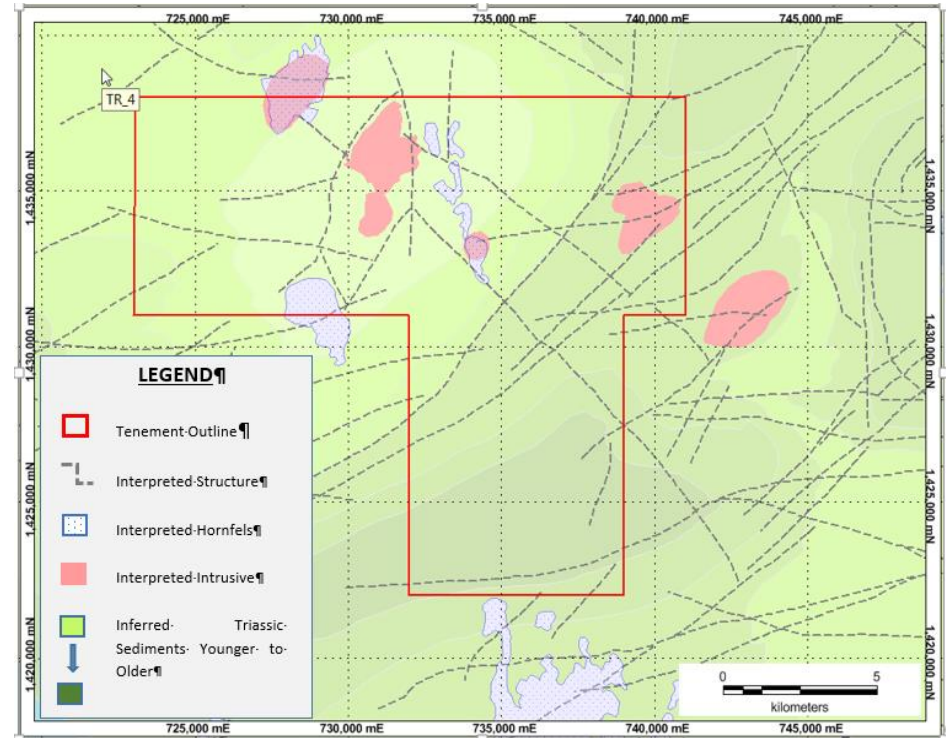 725,000 mE
730,000 mE
735,000 mE
740,000 mE
745,000 mE
TR_4
1,435,000 mN
1,435,000 mN
1,430,000 mN
1,430,000 mN
LEGEND¶
Tenement·Outline¶
Interpreted·Structure¶
Interpreted·Hornfels¶
Interpreted·Intrusive¶
Inferred· Triassic·
Sediments· Younger· to·
Older¶
1,425,000 mN
1,425,000 mN
1,420,000 mN
1,420,000 mN
0 5
kilometers
725,000 mE
730,000 mE
735,000 mE
740,000 mE
745,000 mE